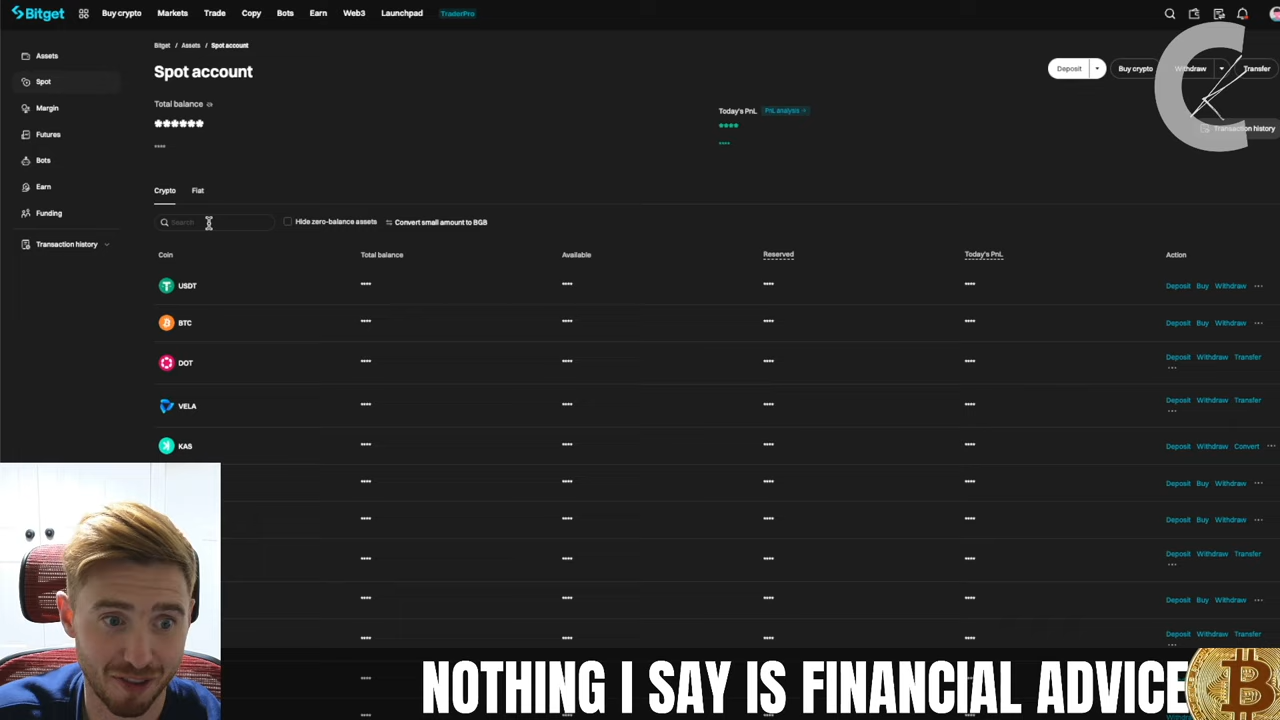 Bitget Buy crypto Markets Trade Copy Bots Earn Web3 Launchpad TraderPro
Assets
Spot
Margin
Futures
Bots
Earn
Funding
Transaction history
Bitget / Assets / Spot account
Spot account
Deposit Buy crypto Withdraw Transfer
Total balance
******
****
Today's PnL PnL analysis
****
****
Transaction history
Crypto Fiat
Search Hide zero-balance assets Convert small amount to BGB
Coin Total balance Available Reserved Today's PnL Action
USDT **** **** **** **** Deposit Buy Withdraw ...
BTC **** **** **** **** Deposit Buy Withdraw ...
DOT **** **** **** **** Deposit Withdraw Transfer
...
VELA **** **** **** **** Deposit Withdraw Transfer
...
KAS **** **** **** **** Deposit Withdraw Convert ...
**** **** **** **** Deposit Buy Withdraw ...
**** **** **** **** Deposit Buy Withdraw ...
**** **** **** **** Deposit Withdraw Transfer
...
**** **** **** **** Deposit Buy Withdraw ...
**** **** **** **** Deposit Withdraw Transfer
NOTHNG I SAY IS FINANCIAL ADVICE